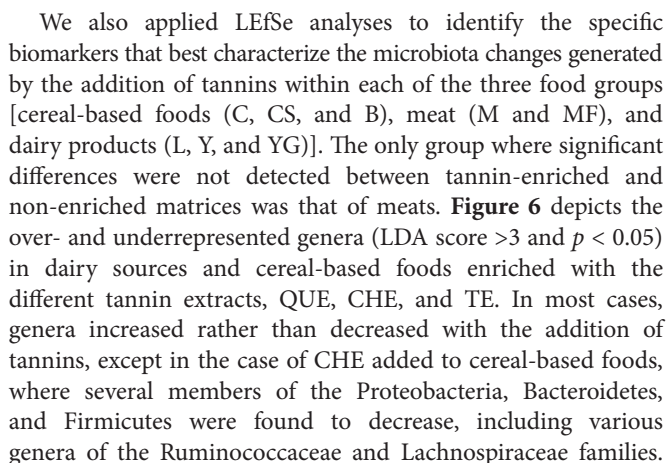 We also applied LEfSe analyses to identify the specific
biomarkers that best characterize the microbiota changes generated
by the addition of tannins within each of the three food groups
[cereal-based foods (C, CS, and B), meat (M and MF), and
dairy products (L, Y, and YG)]. The only group where significant
differences were not detected between tannin-enriched and
non-enriched matrices was that of meats. Figure 6 depicts the
over- and underrepresented genera (LDA score >3 and p < 0.05)
in dairy sources and cereal-based foods enriched with the
different tannin extracts, QUE, CHE, and TE. In most cases,
genera increased rather than decreased with the addition of
tannins, except in the case of CHE added to cereal-based foods,
where several members of the Proteobacteria, Bacteroidetes,
and Firmicutes were found to decrease, including various
genera of the Ruminococcaceae and Lachnospiraceae families.